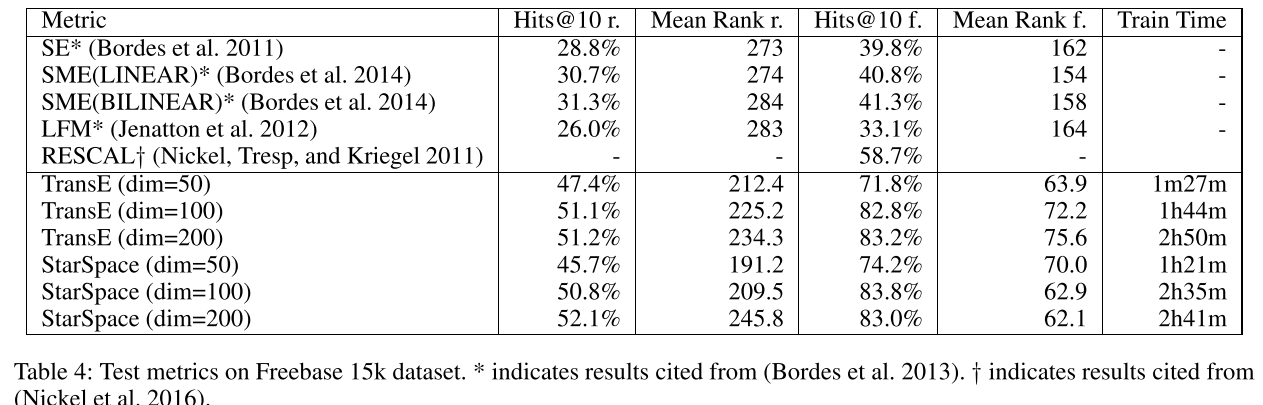 Metric Hits@10 r. Mean Rank r. Hits@10 f. Mean Rank f. Train Time
SE* (Bordes et al. 2011) 28.8% 273 39.8% 162 -
SME(LINEAR)* (Bordes et al. 2014) 30.7% 274 40.8% 154 -
SME(BILINEAR)* (Bordes et al. 2014) 31.3% 284 41.3% 158 -
LFM* (Jenatton et al. 2012) 26.0% 283 33.1% 164 -
RESCAL† (Nickel, Tresp, and Kriegel 2011) - - 58.7% -
TransE (dim=50) 47.4% 212.4 71.8% 63.9 1m27m
TransE (dim=100) 51.1% 225.2 82.8% 72.2 1h44m
TransE (dim=200) 51.2% 234.3 83.2% 75.6 2h50m
StarSpace (dim=50) 45.7% 191.2 74.2% 70.0 1h21m
StarSpace (dim=100) 50.8% 209.5 83.8% 62.9 2h35m
StarSpace (dim=200) 52.1% 245.8 83.0% 62.1 2h41m
Table 4: Test metrics on Freebase 15k dataset. * indicates results cited from (Bordes et al. 2013). † indicates results cited from
(Nickel et al. 2016).